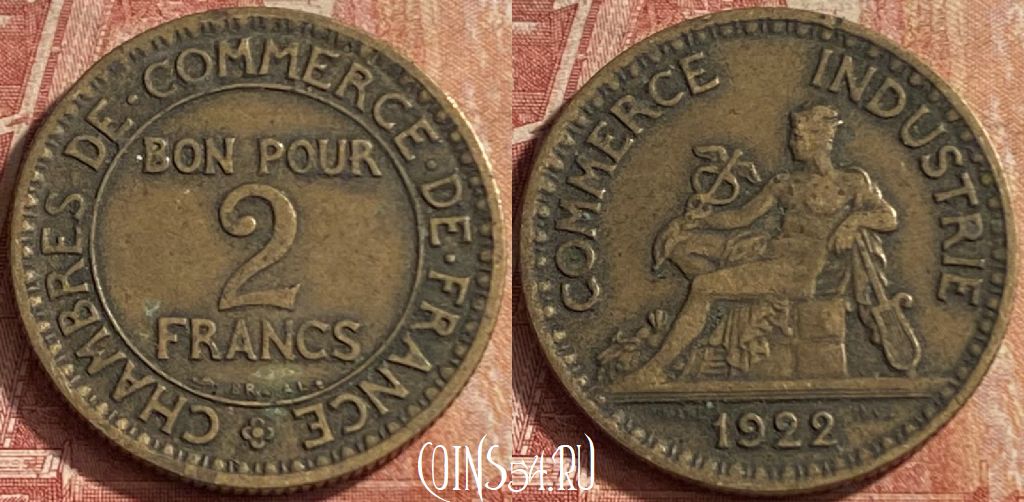 CHAMBRES·DE·COMMERCE·DE·FRANCE
BON POUR
2
FRANCS
COMMERCE INDUSTRIE
1922
COINS54.RU